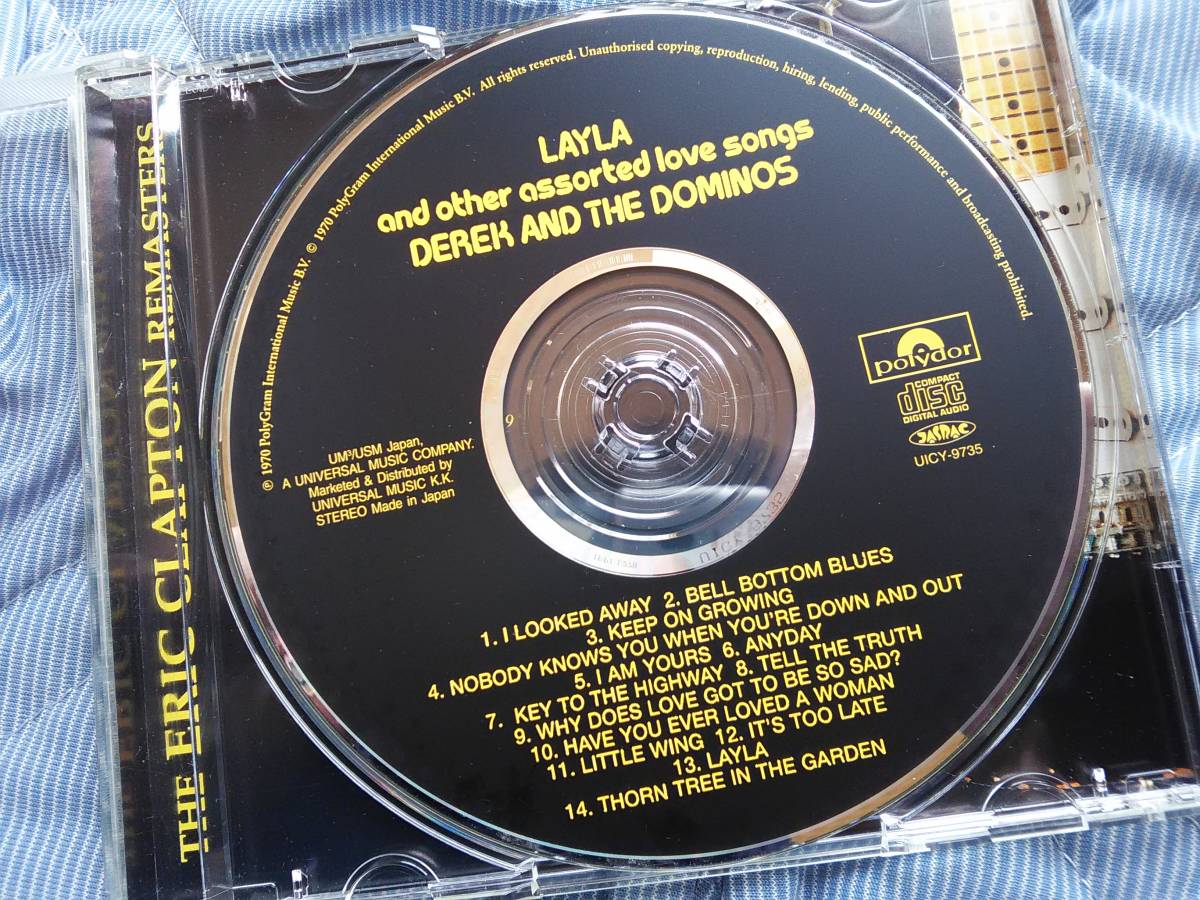 THE ERIC CLAPTON REMASTERS
℗ 1970 PolyGram International Music B.V. © 1970 PolyGram International Music B.V. All rights reserved. Unauthorised copying, reproduction, hiring, lending, public performance and broadcasting prohibited.
LAYLA
and other assorted love songs
DEREK AND THE DOMINOS
polydor
COMPACT
disc
DIGITAL AUDIO
JASRAC
UICY-9735
9
UM³/USM Japan,
A UNIVERSAL MUSIC COMPANY.
Marketed & Distributed by
UNIVERSAL MUSIC K.K.
STEREO Made in Japan
1. I LOOKED AWAY 2. BELL BOTTOM BLUES
3. KEEP ON GROWING
4. NOBODY KNOWS YOU WHEN YOU'RE DOWN AND OUT
5. I AM YOURS 6. ANYDAY
7. KEY TO THE HIGHWAY 8. TELL THE TRUTH
9. WHY DOES LOVE GOT TO BE SO SAD?
10. HAVE YOU EVER LOVED A WOMAN
11. LITTLE WING 12. IT'S TOO LATE
13. LAYLA
14. THORN TREE IN THE GARDEN